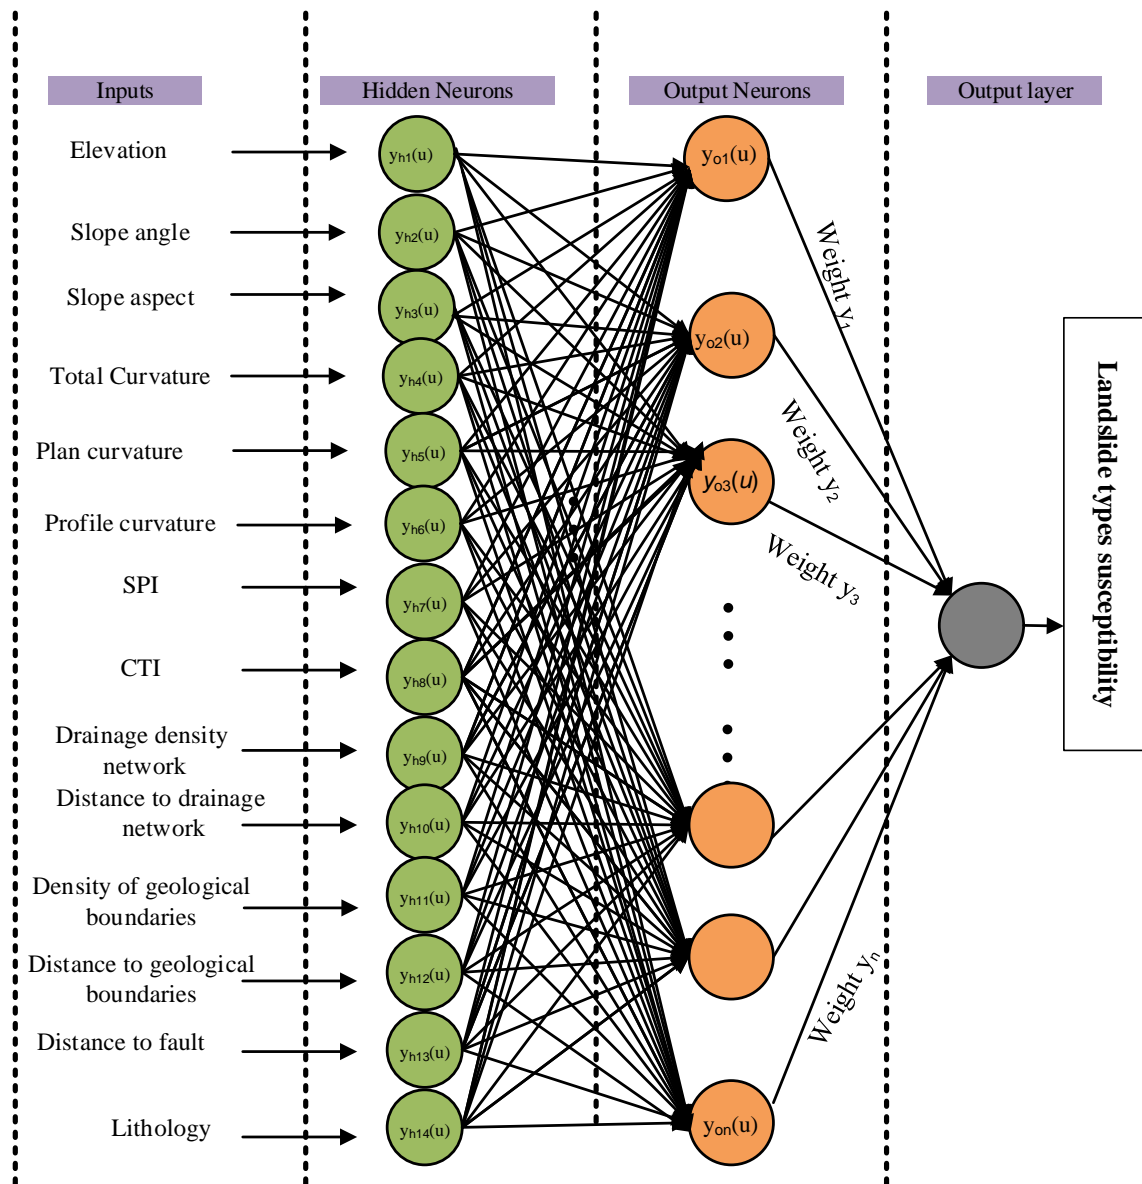 Inputs
Hidden Neurons
Output Neurons
Output layer
Elevation
Slope angle
Slope aspect
Total Curvature
Plan curvature
Profile curvature
SPI
CTI
Drainage density
network
Distance to drainage
network
Density of geological
boundaries
Distance to geological
boundaries
Distance to fault
Lithology
yh1(u)
yh2(u)
yh3(u)
yh4(u)
yh5(u)
yh6(u)
yh7(u)
yh8(u)
yh9(u)
yh10(u)
yh11(u)
yh12(u)
yh13(u)
yh14(u)
yo1(u)
yo2(u)
yo3(u)
yon(u)
Weight y1
Weight y2
Weight y3
Weight yn
Landslide types
susceptibility